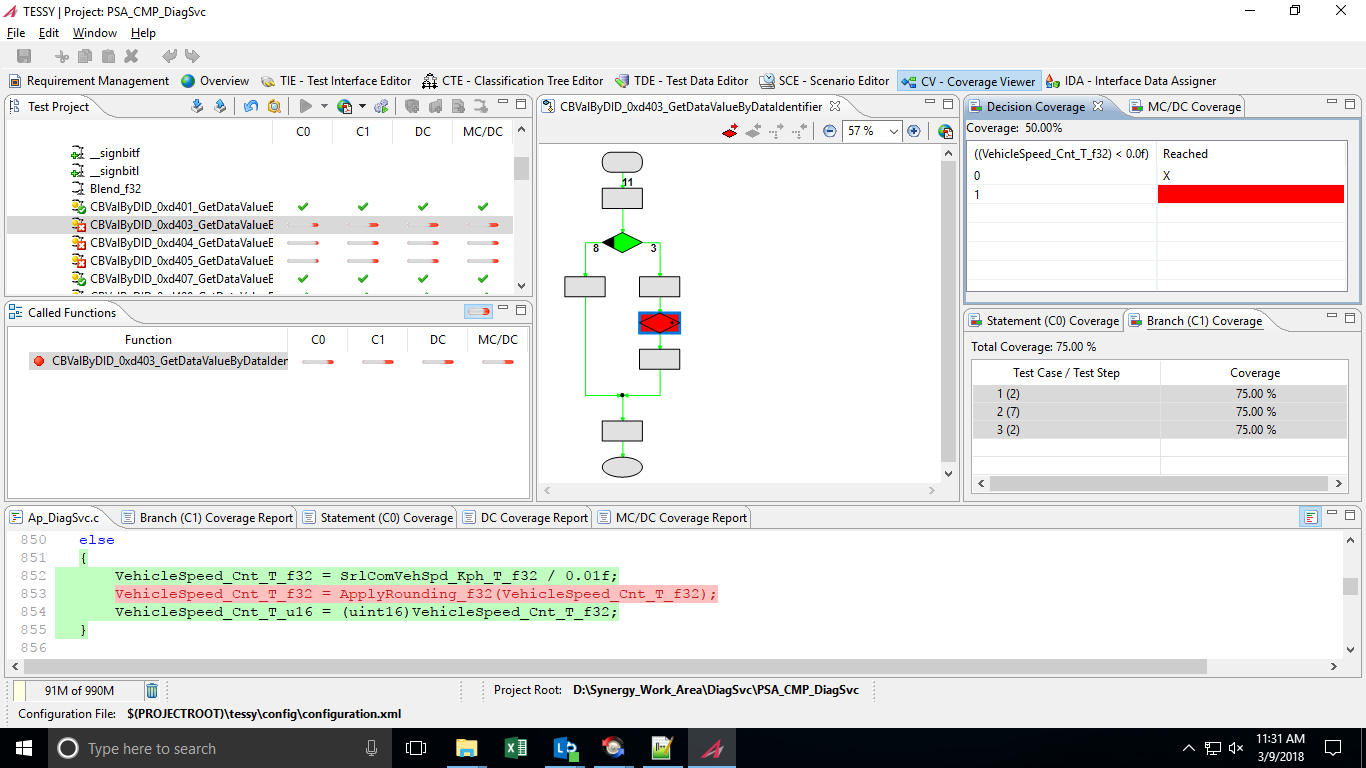 TESSY | Project: PSA_CMP_DiagSvc
File Edit Window Help
Requirement Management Overview TIE - Test Interface Editor CTE - Classification Tree Editor TDE - Test Data Editor SCE - Scenario Editor CV - Coverage Viewer IDA - Interface Data Assigner
Test Project
C0 C1 DC MC/DC
__signbitf
__signbitl
Blend_f32
CBValByDID_0xd401_GetDataValueE
CBValByDID_0xd403_GetDataValueE
CBValByDID_0xd404_GetDataValueE
CBValByDID_0xd405_GetDataValueE
CBValByDID_0xd407_GetDataValueE
Called Functions
Function C0 C1 DC MC/DC
CBValByDID_0xd403_GetDataValueByDataIder
CBValByDID_0xd403_GetDataValueByDataIdentifier
57 %
11
8 3
Decision Coverage MC/DC Coverage
Coverage: 50.00%
((VehicleSpeed_Cnt_T_f32) < 0.0f) Reached
0 X
1
Statement (C0) Coverage Branch (C1) Coverage
Total Coverage: 75.00 %
Test Case / Test Step Coverage
1 (2) 75.00 %
2 (7) 75.00 %
3 (2) 75.00 %
Ap_DiagSvc.c Branch (C1) Coverage Report Statement (C0) Coverage DC Coverage Report MC/DC Coverage Report
850 else
851 {
852 VehicleSpeed_Cnt_T_f32 = SrlComVehSpd_Kph_T_f32 / 0.01f;
853 VehicleSpeed_Cnt_T_f32 = ApplyRounding_f32(VehicleSpeed_Cnt_T_f32);
854 VehicleSpeed_Cnt_T_u16 = (uint16)VehicleSpeed_Cnt_T_f32;
855 }
856
91M of 990M Project Root: D:\Synergy_Work_Area\DiagSvc\PSA_CMP_DiagSvc
Configuration File: $(PROJECTROOT)\tessy\config\configuration.xml
Type here to search
11:31 AM
3/9/2018